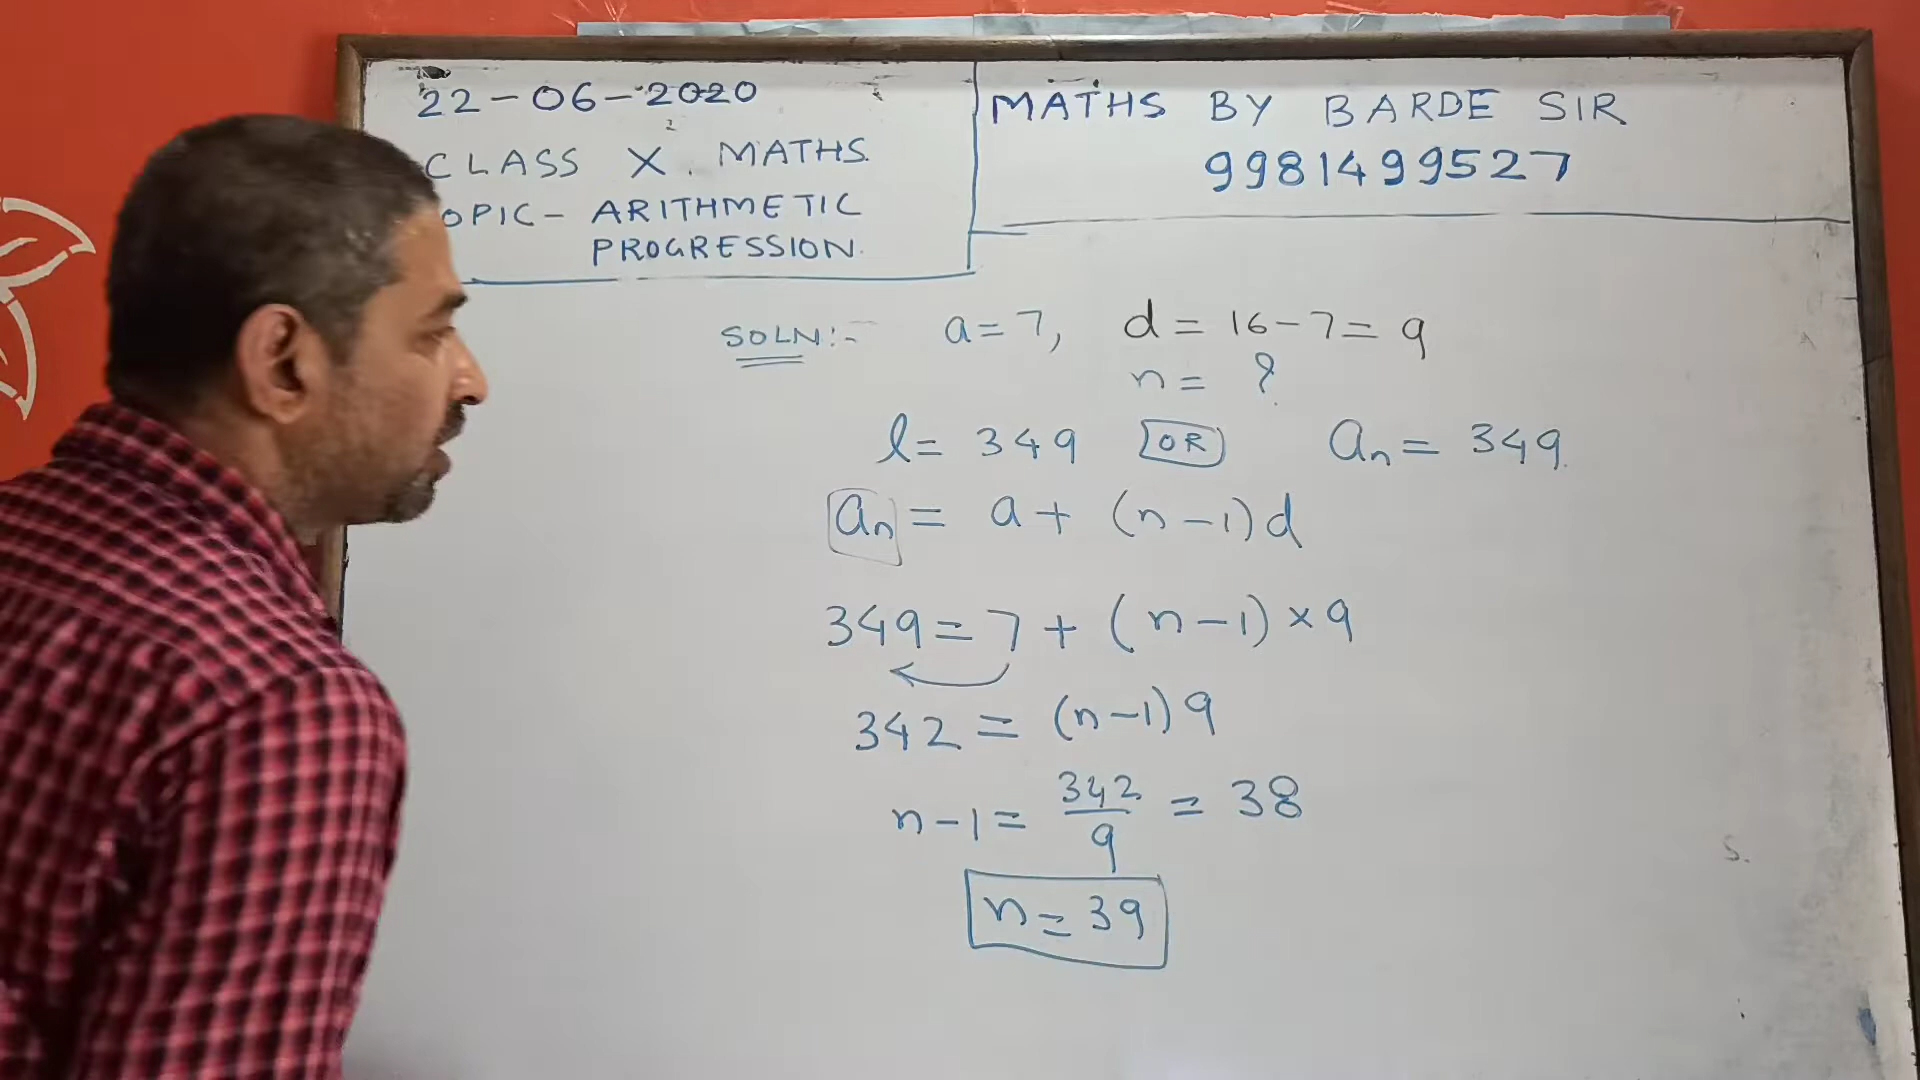 22-06-2020
CLASS X. MATHS.
OPIC- ARITHMETIC
PROGRESSION.
MATHS BY BARDE SIR
9981499527
SOLN:- a=7, d = 16-7= 9
n = ?
l= 349 OR an = 349.
an = a+ (n-1)d
349 = 7 + (n-1)×9
342 = (n-1)9
n-1 = 342/9 = 38
n = 39